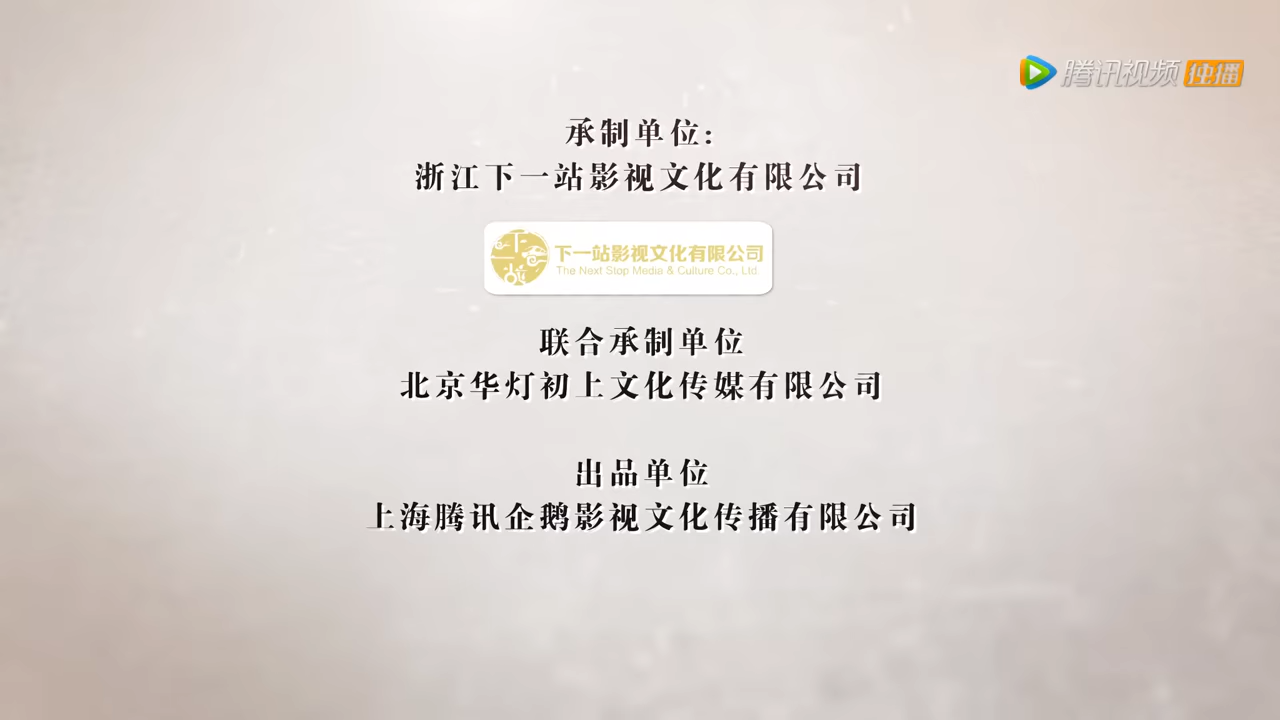 腾讯视频 独播
承制单位:
浙江下一站影视文化有限公司
下一站
下一站影视文化有限公司
The Next Stop Media & Culture Co., Ltd
联合承制单位
北京华灯初上文化传媒有限公司
出品单位
上海腾讯企鹅影视文化传播有限公司